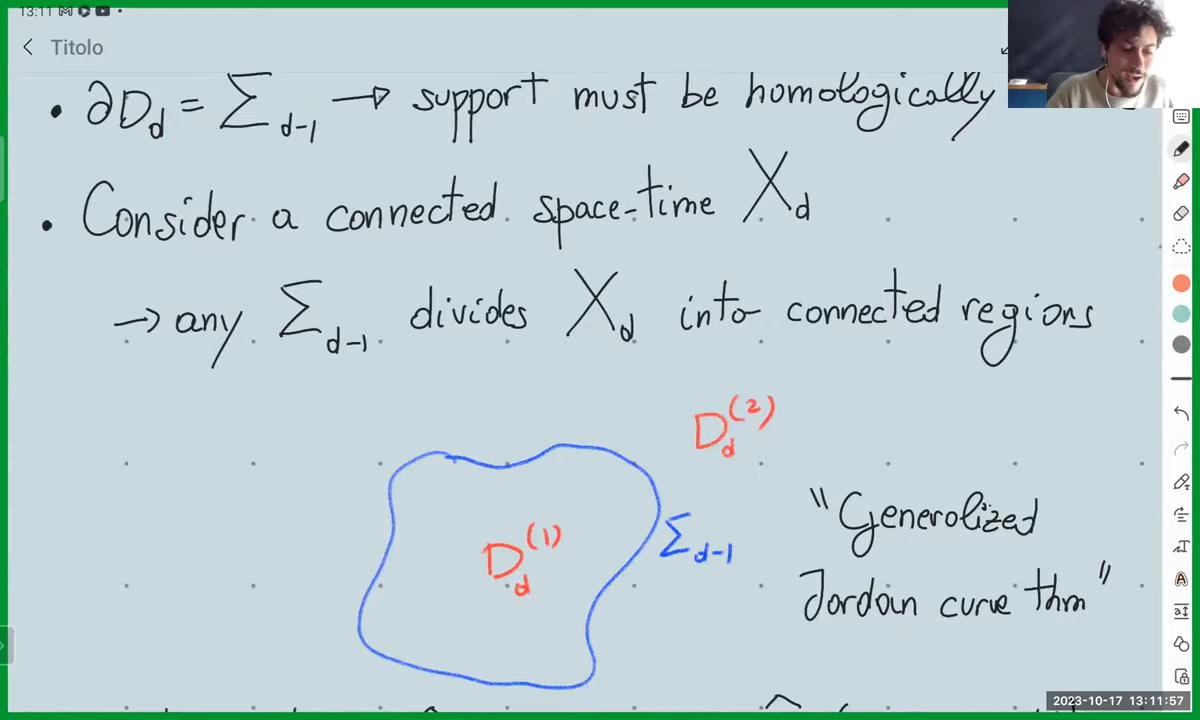 13:11
Titolo
• ∂D_d = Σ_{d-1} → support must be homologically
• Consider a connected space-time X_d
→ any Σ_{d-1} divides X_d into connected regions
D_d^{(2)}
D_d^{(1)}
Σ_{d-1}
"Generolized
Jordan curve thm"
2023-10-17 13:11:57